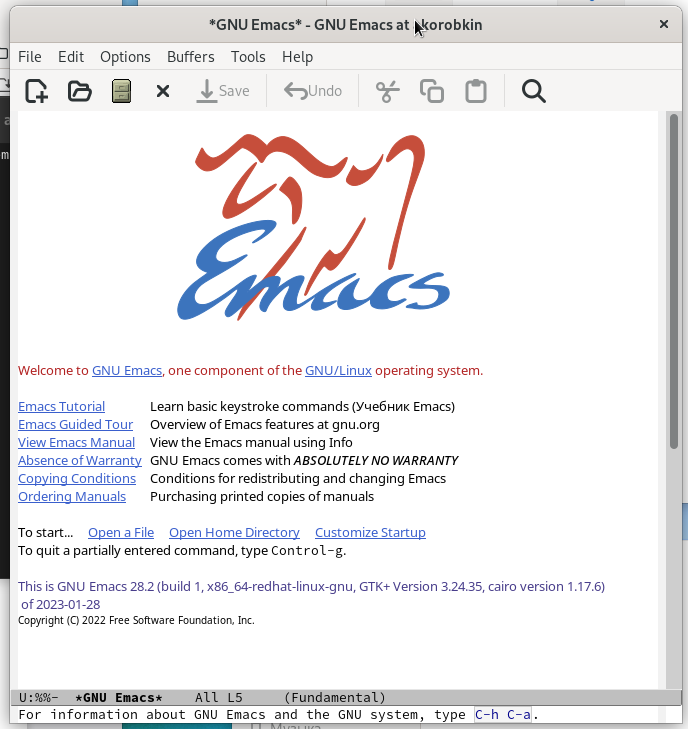 *GNU Emacs* - GNU Emacs at korobkin
File Edit Options Buffers Tools Help
Save Undo
Emacs
Welcome to GNU Emacs, one component of the GNU/Linux operating system.
Emacs Tutorial Learn basic keystroke commands (Учебник Emacs)
Emacs Guided Tour Overview of Emacs features at gnu.org
View Emacs Manual View the Emacs manual using Info
Absence of Warranty GNU Emacs comes with ABSOLUTELY NO WARRANTY
Copying Conditions Conditions for redistributing and changing Emacs
Ordering Manuals Purchasing printed copies of manuals
To start... Open a File Open Home Directory Customize Startup
To quit a partially entered command, type Control-g.
This is GNU Emacs 28.2 (build 1, x86_64-redhat-linux-gnu, GTK+ Version 3.24.35, cairo version 1.17.6)
of 2023-01-28
Copyright (C) 2022 Free Software Foundation, Inc.
U:%%- *GNU Emacs* All L5 (Fundamental)
For information about GNU Emacs and the GNU system, type C-h C-a.
Музыка